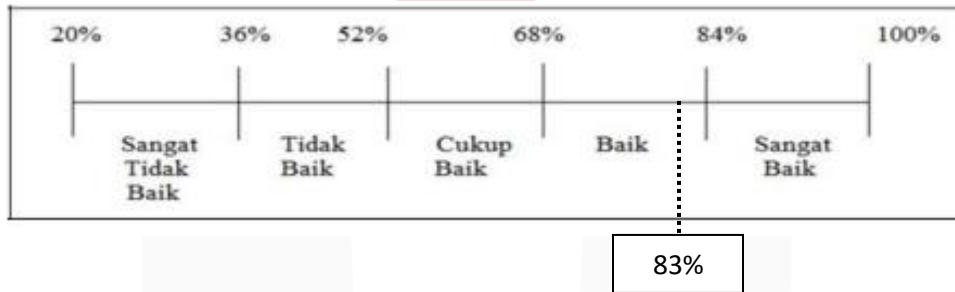 20% 36% 52% 68% 84% 100%
Sangat Tidak Cukup Baik Sangat
Tidak Baik Baik Baik
Baik
83%